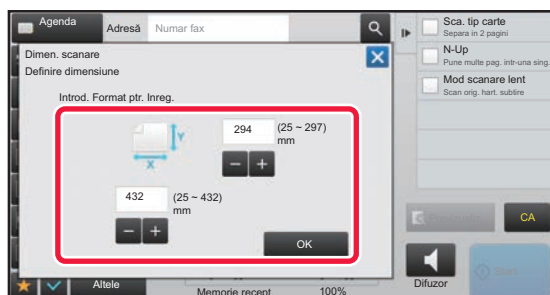 Agenda
Adresă
Numar fax
Dimen. scanare
Definire dimensiune
Introd. Format ptr. Inreg.
Y
X
294
(25 ~ 297)
mm
432
(25 ~ 432)
mm
OK
Altele
Memorie recept
100%
Sca. tip carte
Separa in 2 pagini
N-Up
Pune multe pag. intr-una sing.
Mod scanare lent
Scan orig. hart. subtire
CA
Difuzor
Start